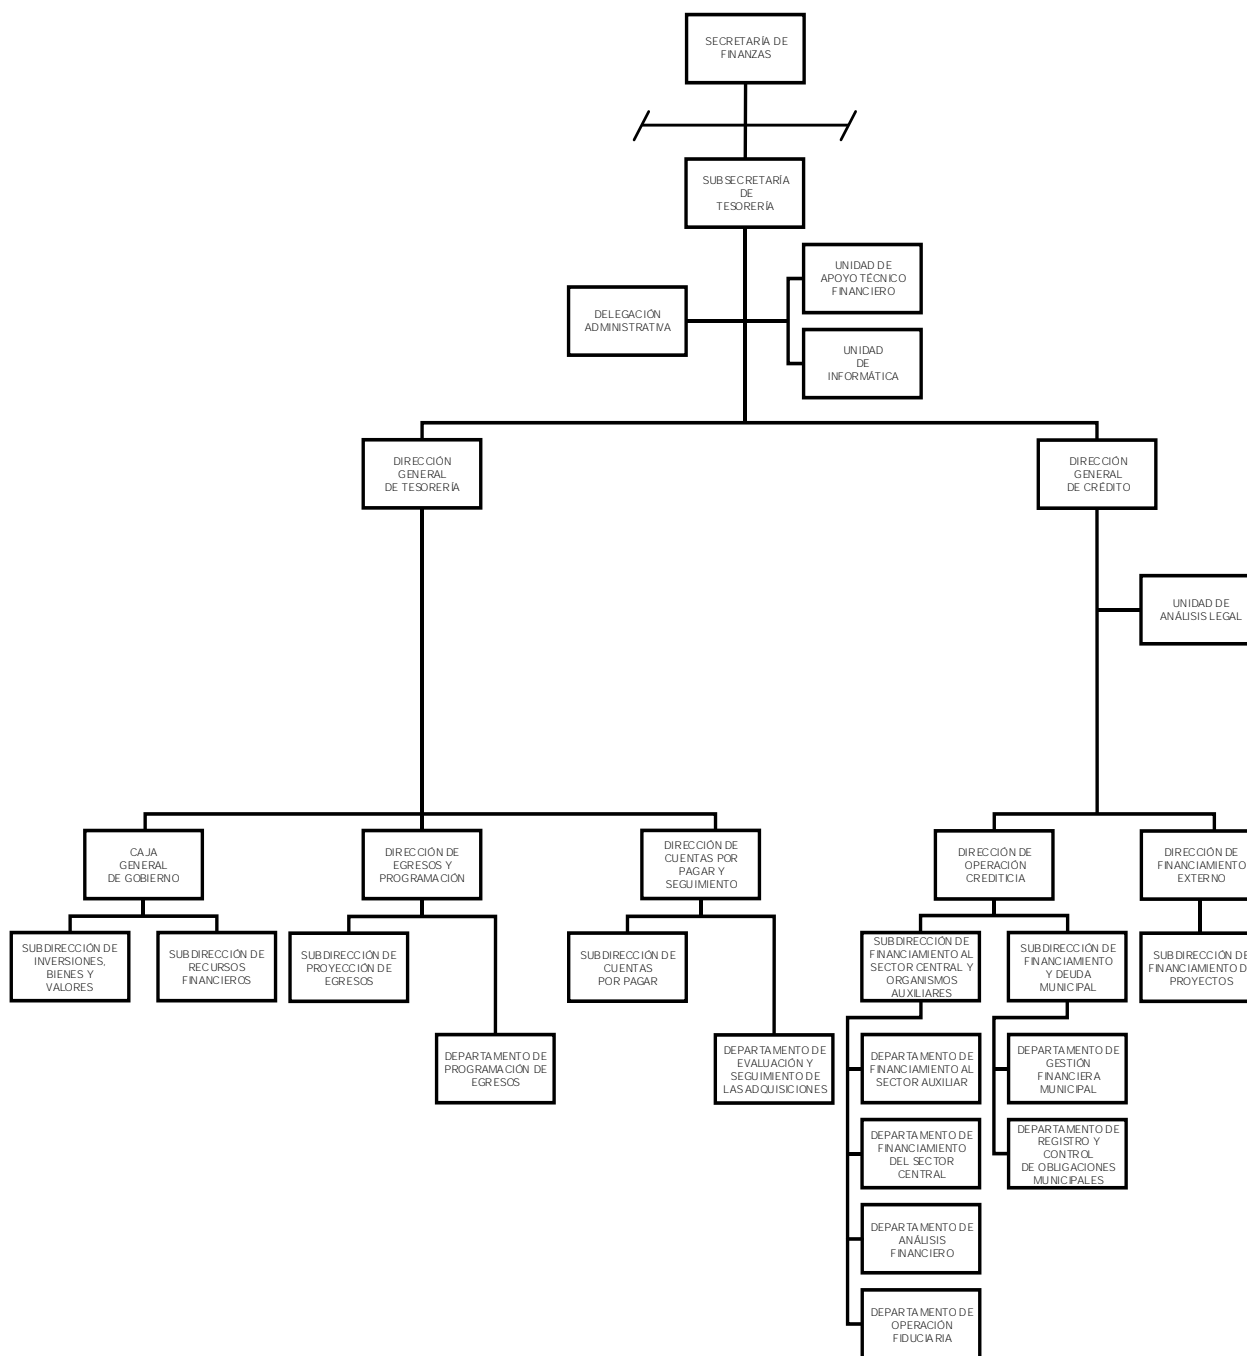 SECRETARÍA DE
FINANZAS
SUBSECRETARÍA
DE
TESORERÍA
UNIDAD DE
APOYO TÉCNICO
FINANCIERO
DELEGACIÓN
ADMINISTRATIVA
UNIDAD
DE
INFORMÁTICA
DIRECCIÓN
GENERAL
DE TESORERÍA
DIRECCIÓN
GENERAL
DE CRÉDITO
UNIDAD DE
ANÁLISIS LEGAL
CAJA
GENERAL
DE GOBIERNO
DIRECCIÓN DE
EGRESOS Y
PROGRAMACIÓN
DIRECCIÓN DE
CUENTAS POR
PAGAR Y
SEGUIMIENTO
DIRECCIÓN DE
OPERACIÓN
CREDITICIA
DIRECCIÓN DE
FINANCIAMIENTO
EXTERNO
SUBDIRECCIÓN DE
INVERSIONES,
BIENES Y
VALORES
SUBDIRECCIÓN DE
RECURSOS
FINANCIEROS
SUBDIRECCIÓN DE
PROYECCIÓN DE
EGRESOS
SUBDIRECCIÓN DE
CUENTAS
POR PAGAR
SUBDIRECCIÓN DE
FINANCIAMIENTO AL
SECTOR CENTRAL Y
ORGANISMOS
AUXILIARES
SUBDIRECCIÓN DE
FINANCIAMIENTO
Y DEUDA
MUNICIPAL
SUBDIRECCIÓN DE
FINANCIAMIENTO D
PROYECTOS
DEPARTAMENTO DE
PROGRAMACIÓN DE
EGRESOS
DEPARTAMENTO DE
EVALUACIÓN Y
SEGUIMIENTO DE
LAS ADQUISICIONES
DEPARTAMENTO DE
FINANCIAMIENTO AL
SECTOR AUXILIAR
DEPARTAMENTO DE
GESTIÓN
FINANCIERA
MUNICIPAL
DEPARTAMENTO DE
FINANCIAMIENTO
DEL SECTOR
CENTRAL
DEPARTAMENTO DE
REGISTRO Y
CONTROL
DE OBLIGACIONES
MUNICIPALES
DEPARTAMENTO DE
ANÁLISIS
FINANCIERO
DEPARTAMENTO DE
OPERACIÓN
FIDUCIARIA